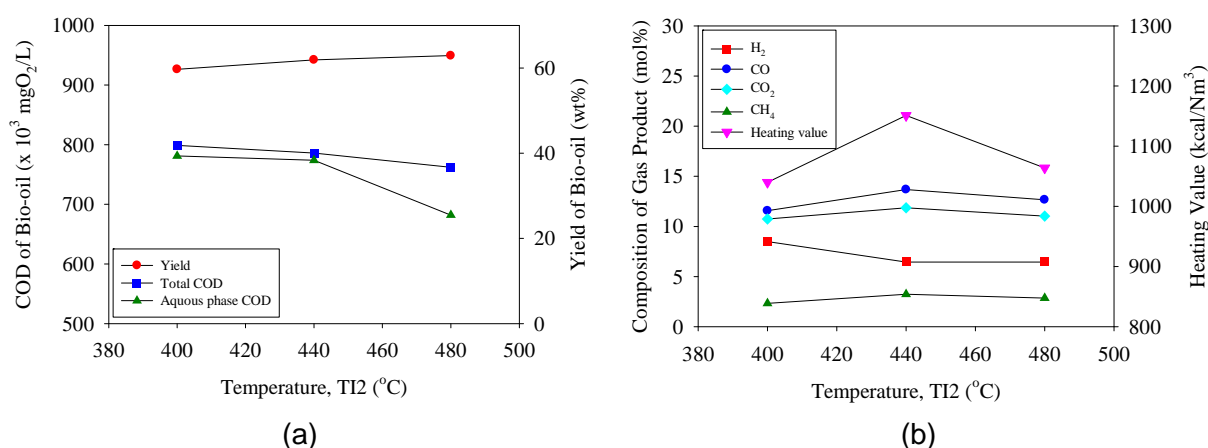 COD of Bio-oil (x 10³ mgO₂/L)
1000
900
800
700
600
500
60
40
20
0
Yield of Bio-oil (wt%)
Yield
Total COD
Aquous phase COD
380 400 420 440 460 480 500
Temperature, TI2 (°C)
(a)
Composition of Gas Product (mol%)
30
25
20
15
10
5
0
1300
1200
1100
1000
900
800
Heating Value (kcal/Nm³)
H₂
CO
CO₂
CH₄
Heating value
380 400 420 440 460 480 500
Temperature, TI2 (°C)
(b)